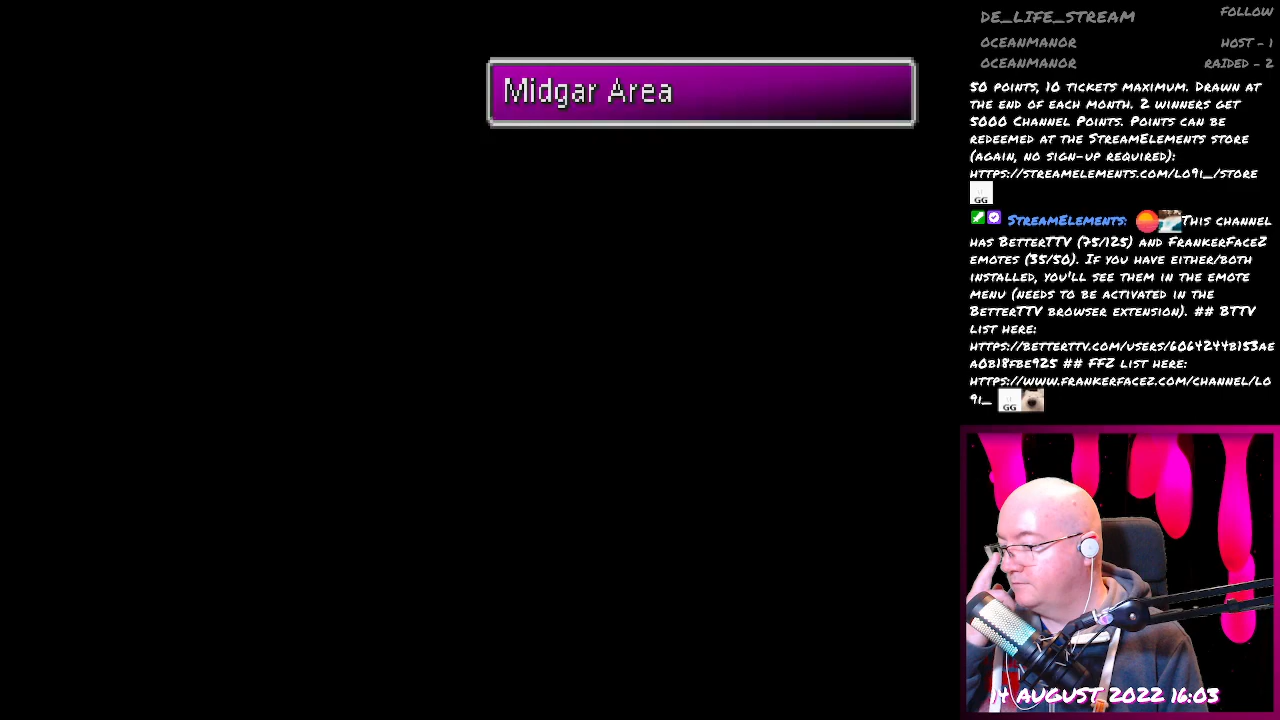 Midgar Area
DE_LIFE_STREAM FOLLOW
OCEANMANOR HOST - 1
OCEANMANOR RAIDED - 2
50 POINTS, 10 TICKETS MAXIMUM. DRAWN AT
THE END OF EACH MONTH. 2 WINNERS GET
5000 CHANNEL POINTS. POINTS CAN BE
REDEEMED AT THE STREAMELEMENTS STORE
(AGAIN, NO SIGN-UP REQUIRED):
HTTPS://STREAMELEMENTS.COM/LO9I_/STORE
GG
STREAMELEMENTS: THIS CHANNEL
HAS BETTERTTV (75/125) AND FRANKERFACEZ
EMOTES (35/50). IF YOU HAVE EITHER/BOTH
INSTALLED, YOU'LL SEE THEM IN THE EMOTE
MENU (NEEDS TO BE ACTIVATED IN THE
BETTERTTV BROWSER EXTENSION). ## BTTV
LIST HERE:
HTTPS://BETTERTTV.COM/USERS/6064244B153AE
A0B18FBE925 ## FFZ LIST HERE:
HTTPS://WWW.FRANKERFACEZ.COM/CHANNEL/LO
9I_ GG
14 AUGUST 2022 16:03